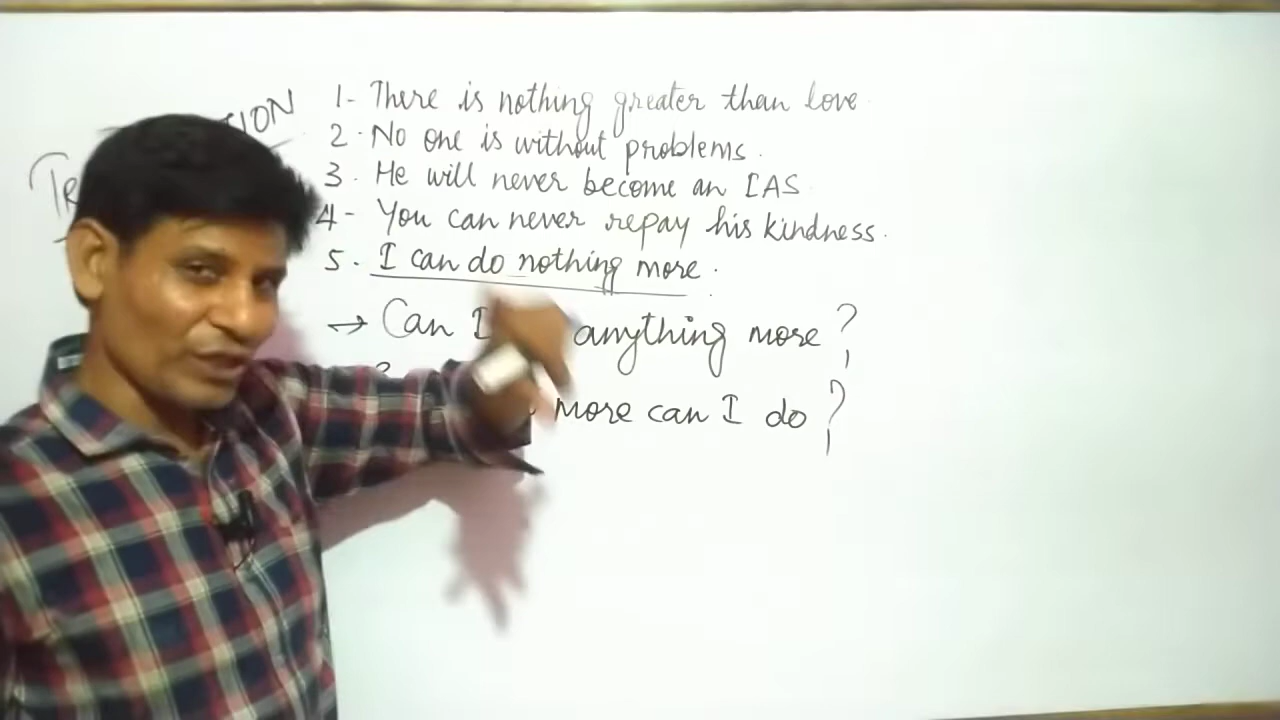 1- There is nothing greater than love.
2. No one is without problems.
3. He will never become an IAS.
4- You can never repay his kindness.
5. I can do nothing more.
→ Can I anything more?
more can I do?